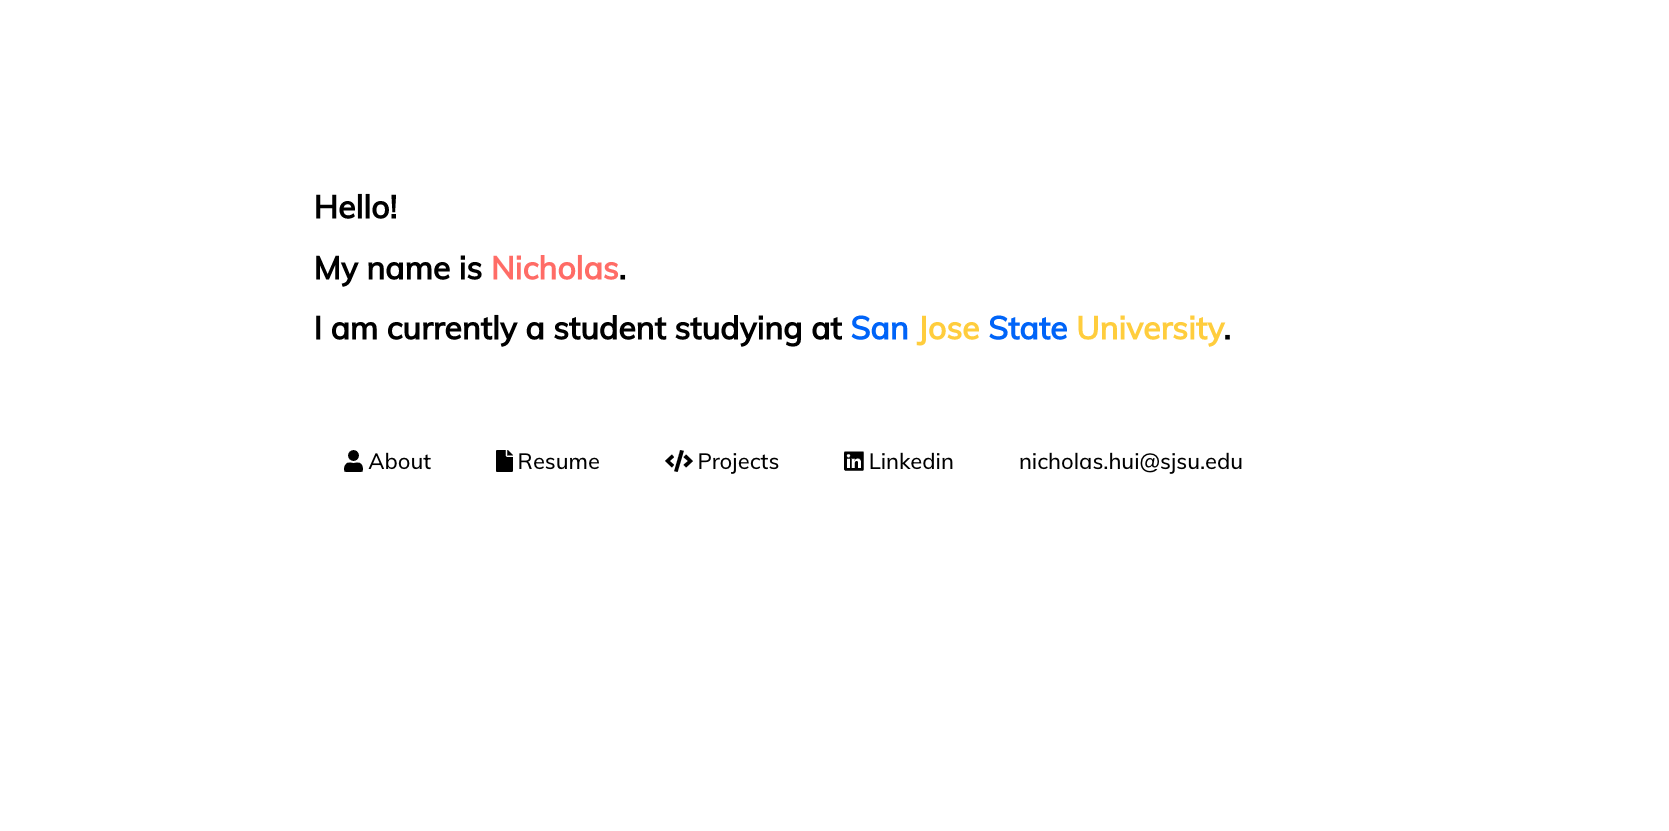 Hello!
My name is Nicholas.
I am currently a student studying at San Jose State University.
About Resume Projects Linkedin nicholas.hui@sjsu.edu